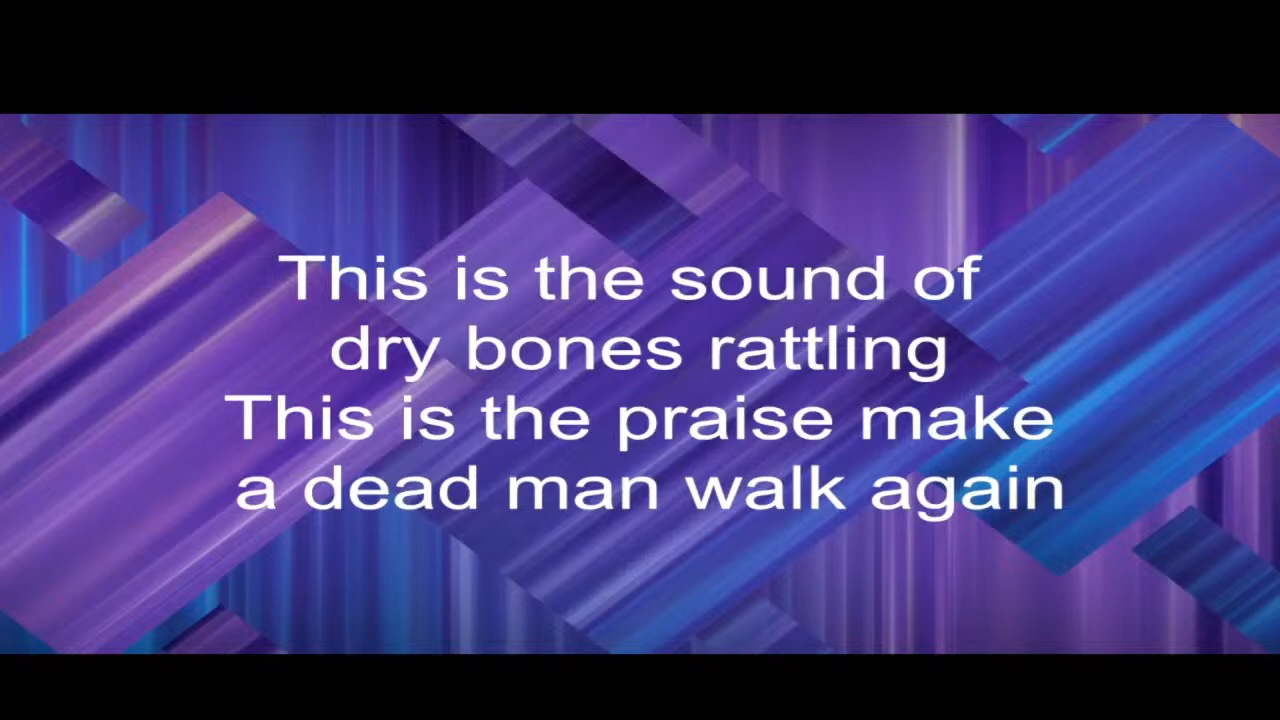 This is the sound of
dry bones rattling
This is the praise make
a dead man walk again